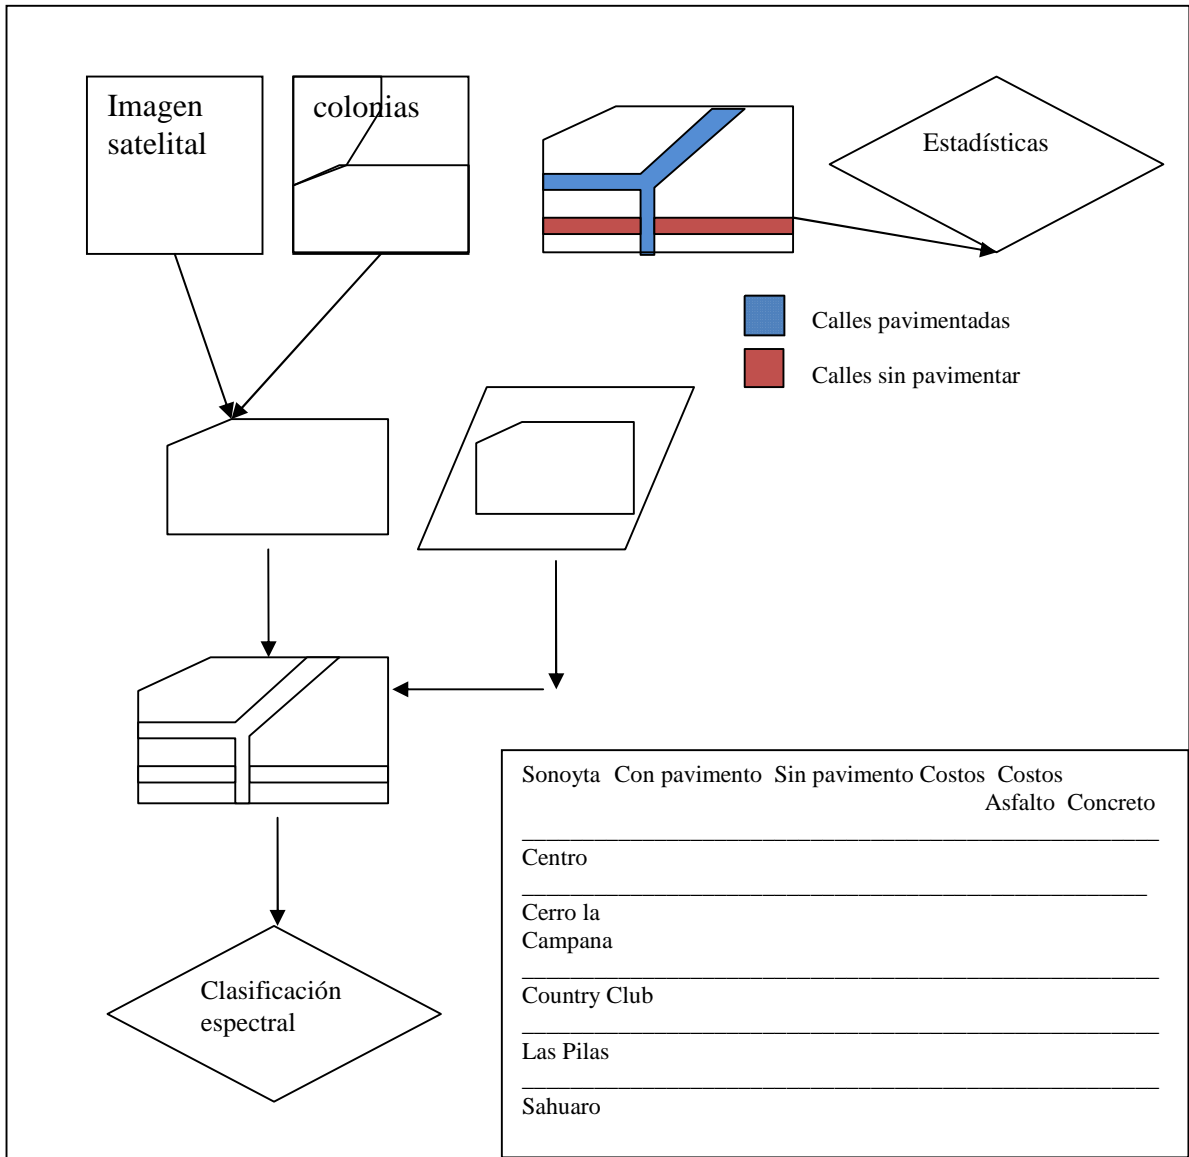 Imagen
satelital
colonias
Estadísticas
Calles pavimentadas
Calles sin pavimentar
Sonoyta Con pavimento Sin pavimento Costos Costos
Asfalto Concreto
Centro
Cerro la
Campana
Country Club
Las Pilas
Sahuaro
Clasificación
espectral